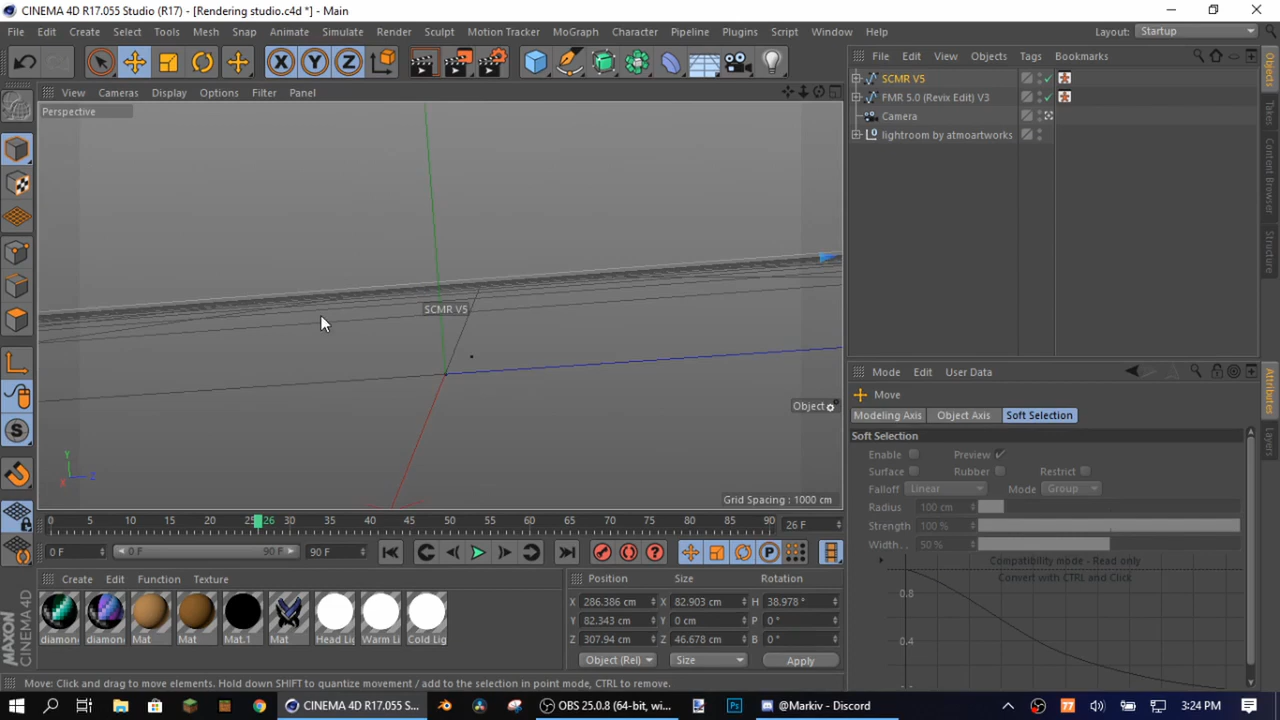 CINEMA 4D R17.055 Studio (R17) - [Rendering studio.c4d *] - Main
File Edit Create Select Tools Mesh Snap Animate Simulate Render Sculpt Motion Tracker MoGraph Character Pipeline Plugins Script Window Help Layout: Startup
X Y Z
File Edit View Objects Tags Bookmarks
View Cameras Display Options Filter Panel
Perspective
SCMR V5
FMR 5.0 (Revix Edit) V3
Camera
lightroom by atmoartworks
Objects
Takes
Content Browser
Structure
SCMR V5
Object
Y
X Z
Grid Spacing : 1000 cm
Mode Edit User Data
Move
Modeling Axis Object Axis Soft Selection
Soft Selection
Enable Preview
Surface Rubber Restrict
Falloff Linear Mode Group
Radius 100 cm
Strength 100 %
Width . . 50 %
Compatibility mode - Read only
Convert with CTRL and Click
0.8
0.4
Attributes
Layers
0 5 10 15 20 26 30 35 40 45 50 55 60 65 70 75 80 85 90 26 F
0 F 0 F 90 F 90 F
P
Create Edit Function Texture
diamon diamon Mat Mat Mat.1 Mat Head Lig Warm Li Cold Lig
MAXON CINEMA4D
Position Size Rotation
X 286.386 cm X 82.903 cm H 38.978 °
Y 82.343 cm Y 0 cm P 0 °
Z 307.94 cm Z 46.678 cm B 0 °
Object (Rel) Size Apply
Move: Click and drag to move elements. Hold down SHIFT to quantize movement / add to the selection in point mode, CTRL to remove.
CINEMA 4D R17.055 S... OBS 25.0.8 (64-bit, wi... Ps @Markiv - Discord 77 3:24 PM